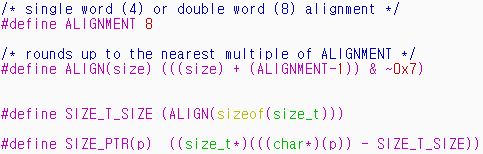 /* single word (4) or double word (8) alignment */
#define ALIGNMENT 8
/* rounds up to the nearest multiple of ALIGNMENT */
#define ALIGN(size) (((size) + (ALIGNMENT-1)) & ~0x7)
#define SIZE_T_SIZE (ALIGN(sizeof(size_t)))
#define SIZE_PTR(p)  ((size_t*)(((char*)(p)) - SIZE_T_SIZE))